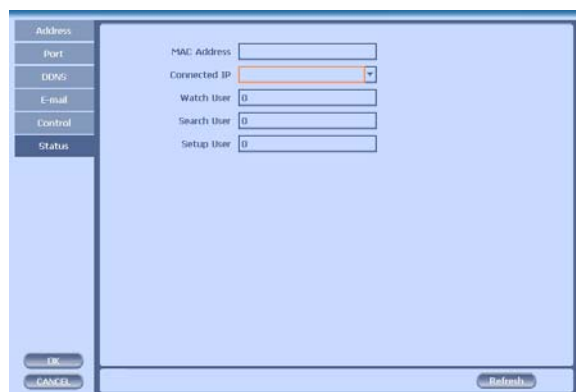 Address
Port
DDNS
E-mail
Control
Status
MAC Address
Connected IP
Watch User 0
Search User 0
Setup User 0
OK
CANCEL
Refresh